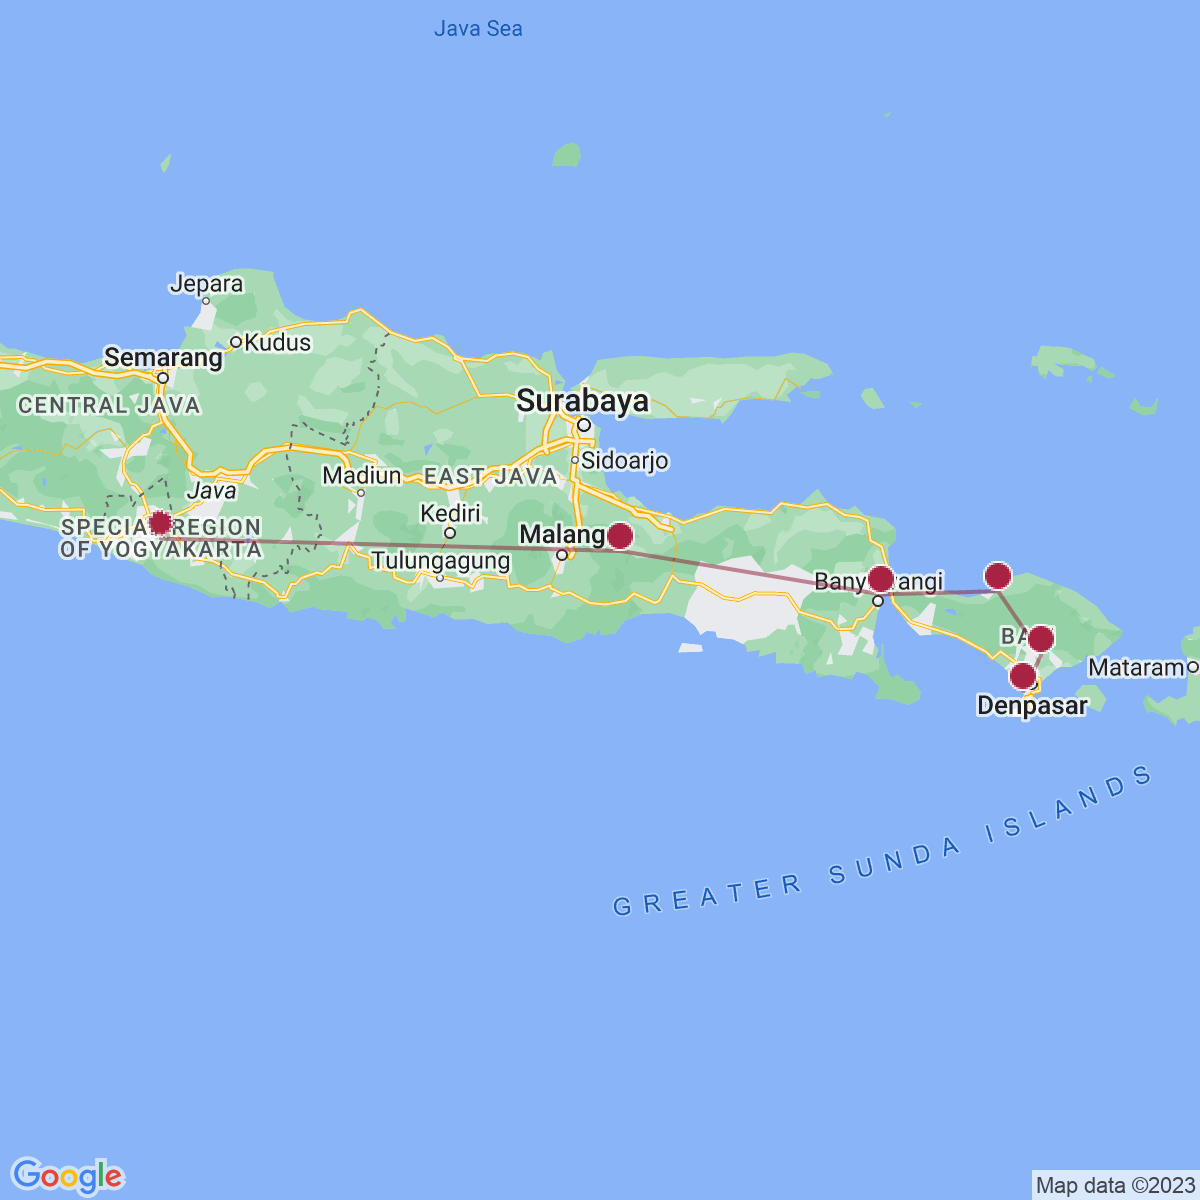 Java Sea
Jepara
Kudus
Semarang
CENTRAL JAVA
Surabaya
Sidoarjo
Madiun
EAST JAVA
Java
Kediri
SPECIAL REGION
OF YOGYAKARTA
Malang
Tulungagung
BA
Mataram
Denpasar
GREATER SUNDA ISLANDS
Google
Map data ©2023